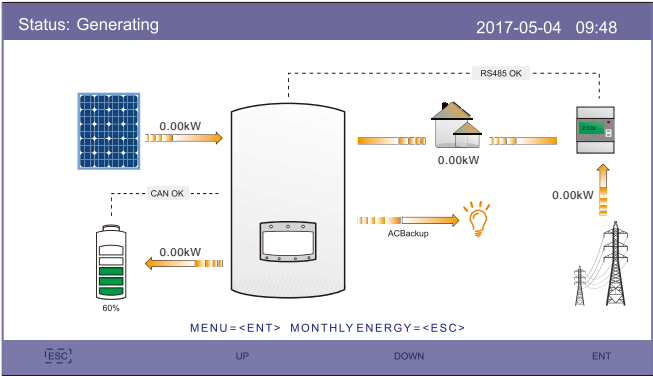 Status: Generating
2017-05-04 09:48
RS485 OK
0.00kW
0.00kW
CAN OK
0.00kW
0.00kW
ACBackup
60%
MENU=<ENT> MONTHLY ENERGY=<ESC>
ESC UP DOWN ENT